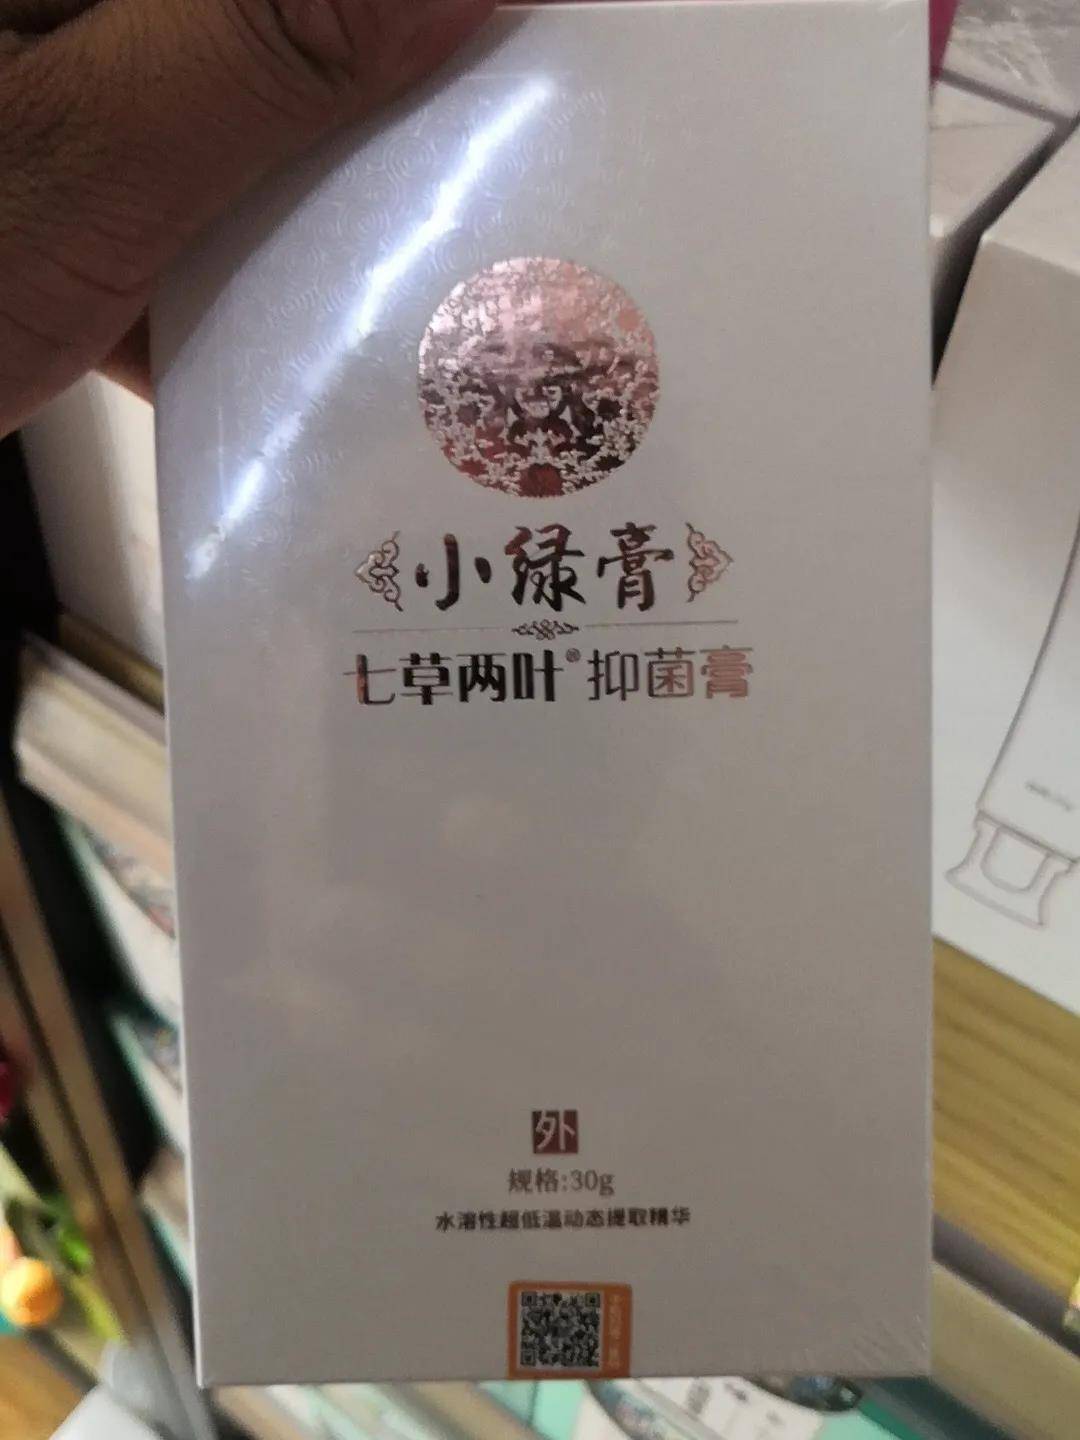 小绿膏
七草两叶®抑菌膏
外
规格:30g
水溶性超低温动态提取精华